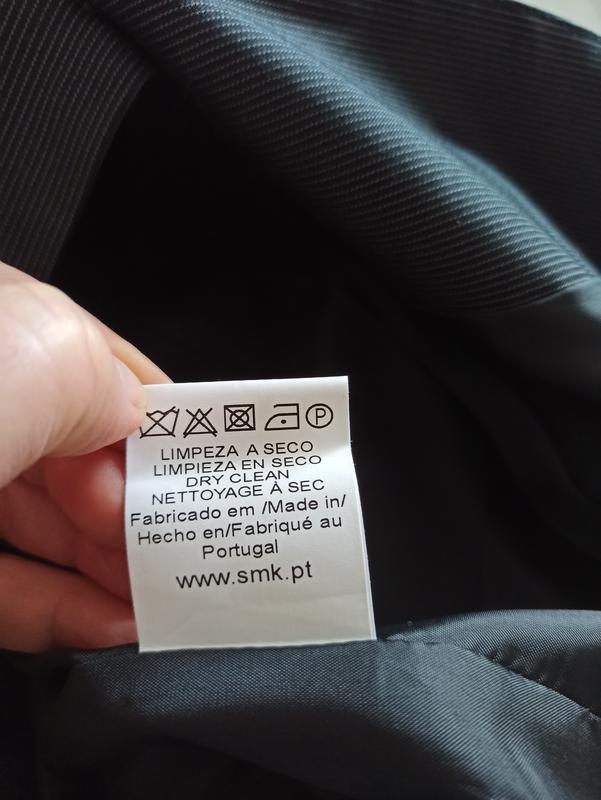 P
LIMPEZA A SECO
LIMPIEZA EN SECO
DRY CLEAN
NETTOYAGE À SEC
Fabricado em /Made in/
Hecho en/Fabriqué au
Portugal
www.smk.pt